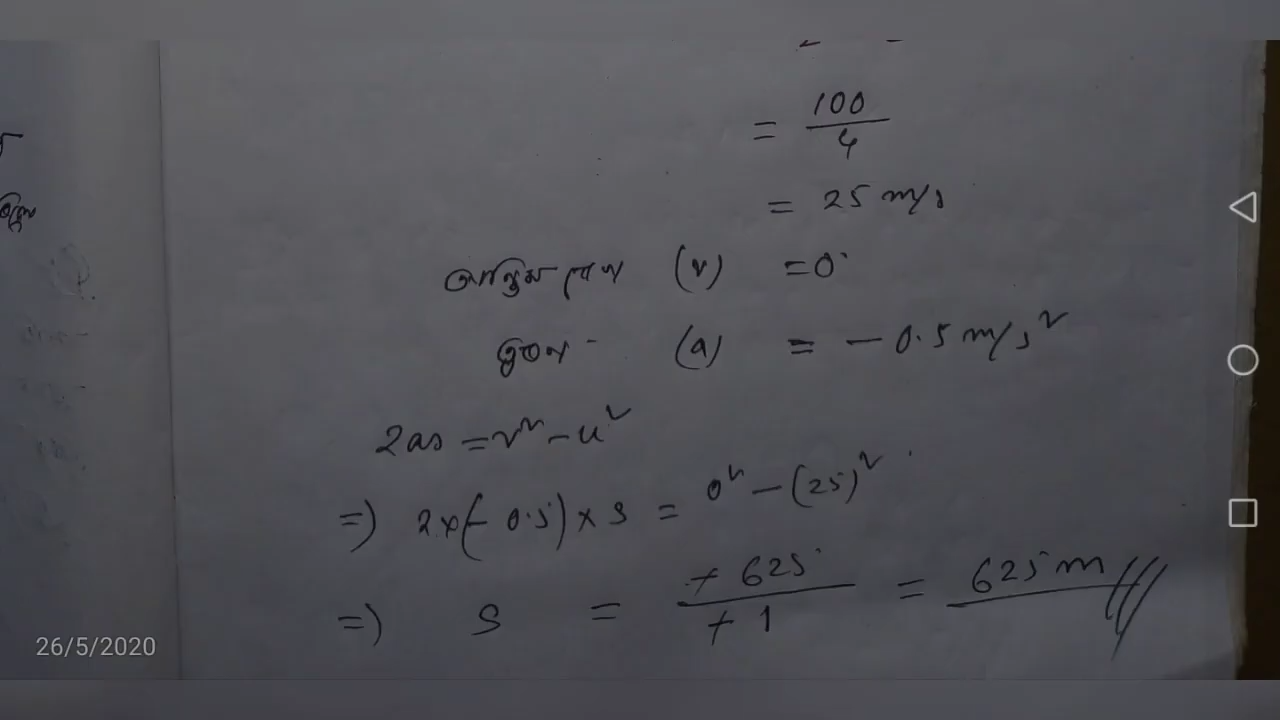 = 100/4
= 25 m/s
অন্তিম বেগ (v) = 0
ত্বৰণ (a) = - 0.5 m/s²
2as = v² - u²
=) 2×(- 0.5) × s = 0² - (25)²
=) s = + 625 / + 1 = 625 m
26/5/2020